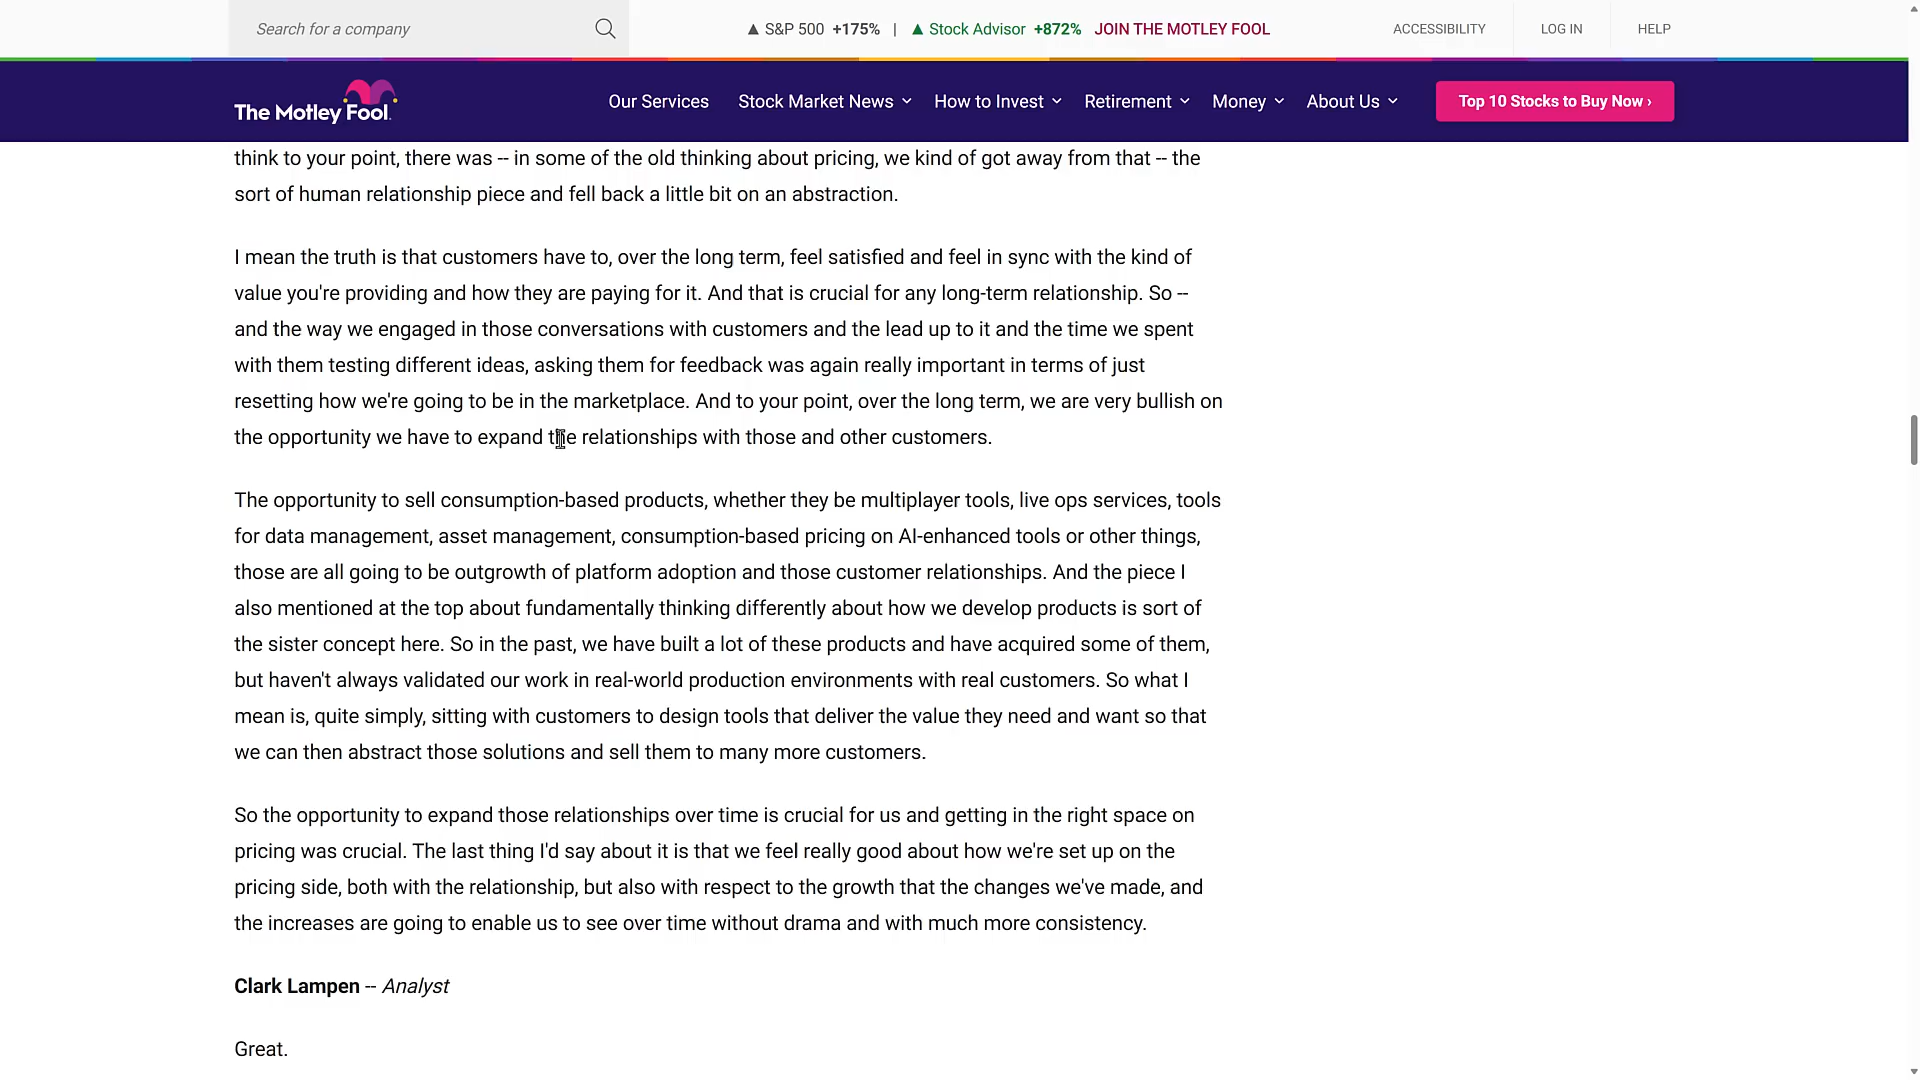 Search for a company
▲ S&P 500 +175% | ▲ Stock Advisor +872% JOIN THE MOTLEY FOOL
ACCESSIBILITY
LOG IN
HELP
The Motley Fool.
Our Services
Stock Market News
How to Invest
Retirement
Money
About Us
Top 10 Stocks to Buy Now ›
think to your point, there was -- in some of the old thinking about pricing, we kind of got away from that -- the
sort of human relationship piece and fell back a little bit on an abstraction.
I mean the truth is that customers have to, over the long term, feel satisfied and feel in sync with the kind of
value you're providing and how they are paying for it. And that is crucial for any long-term relationship. So --
and the way we engaged in those conversations with customers and the lead up to it and the time we spent
with them testing different ideas, asking them for feedback was again really important in terms of just
resetting how we're going to be in the marketplace. And to your point, over the long term, we are very bullish on
the opportunity we have to expand the relationships with those and other customers.
The opportunity to sell consumption-based products, whether they be multiplayer tools, live ops services, tools
for data management, asset management, consumption-based pricing on AI-enhanced tools or other things,
those are all going to be outgrowth of platform adoption and those customer relationships. And the piece I
also mentioned at the top about fundamentally thinking differently about how we develop products is sort of
the sister concept here. So in the past, we have built a lot of these products and have acquired some of them,
but haven't always validated our work in real-world production environments with real customers. So what I
mean is, quite simply, sitting with customers to design tools that deliver the value they need and want so that
we can then abstract those solutions and sell them to many more customers.
So the opportunity to expand those relationships over time is crucial for us and getting in the right space on
pricing was crucial. The last thing I'd say about it is that we feel really good about how we're set up on the
pricing side, both with the relationship, but also with respect to the growth that the changes we've made, and
the increases are going to enable us to see over time without drama and with much more consistency.
Clark Lampen -- Analyst
Great.